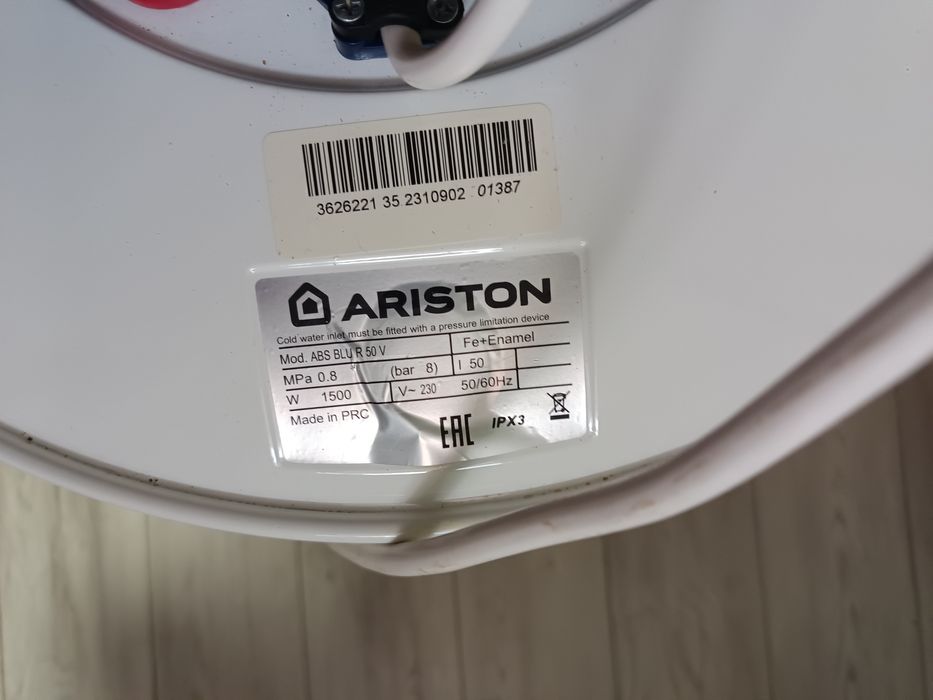 3626221 35 2310902 01387
ARISTON
Cold water inlet must be fitted with a pressure limitation device
Mod. ABS BLU R 50 V Fe+Enamel
MPa 0.8 (bar 8) l 50
W 1500 V~ 230 50/60Hz
Made in PRC
EAC IPX3